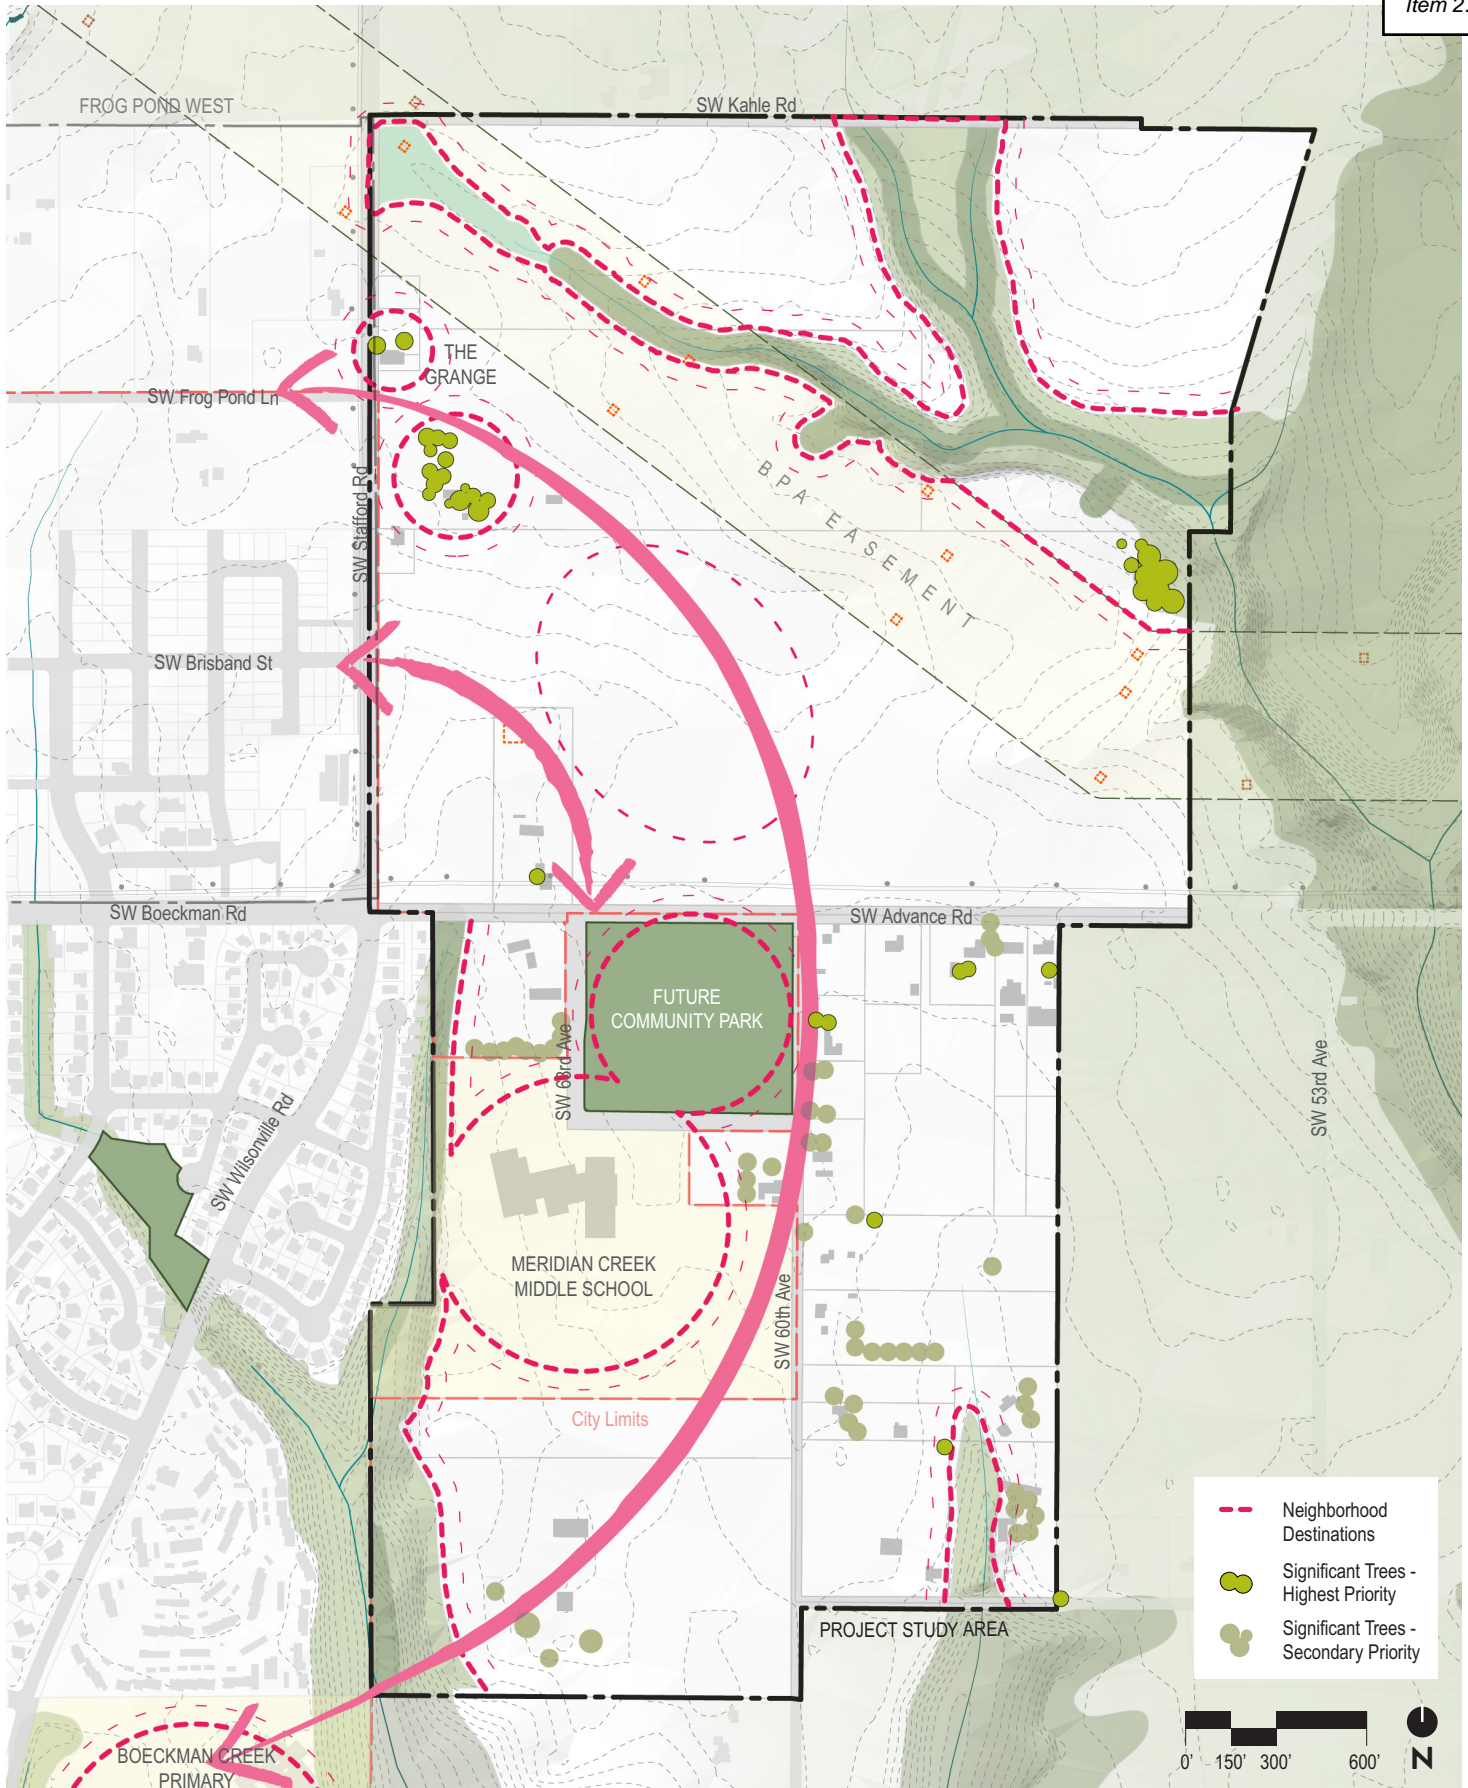 Item 2.
FROG POND WEST
SW Kahle Rd
THE
GRANGE
SW Frog Pond Ln
SW Stafford Rd
BPA EASEMENT
SW Brisband St
SW Boeckman Rd
SW Advance Rd
FUTURE
COMMUNITY PARK
SW 63rd Ave
SW 53rd Ave
SW Wilsonville Rd
MERIDIAN CREEK
MIDDLE SCHOOL
SW 60th Ave
City Limits
Neighborhood
Destinations
Significant Trees -
Highest Priority
Significant Trees -
Secondary Priority
PROJECT STUDY AREA
BOECKMAN CREEK
PRIMARY
0' 150' 300' 600'
N